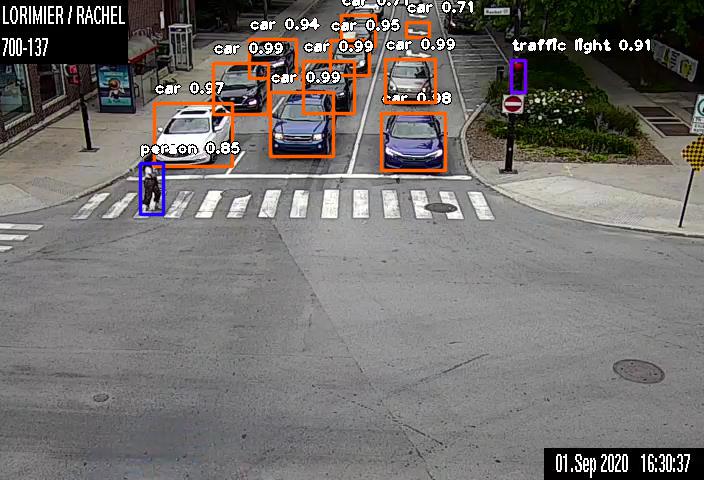 LORIMIER / RACHEL
700-137
car 0.71
car 0.94
car 0.95
car 0.99
car 0.99
car 0.99
car 0.99
traffic light 0.91
car 0.97
car 0.98
person 0.85
01.Sep 2020 16:30:37